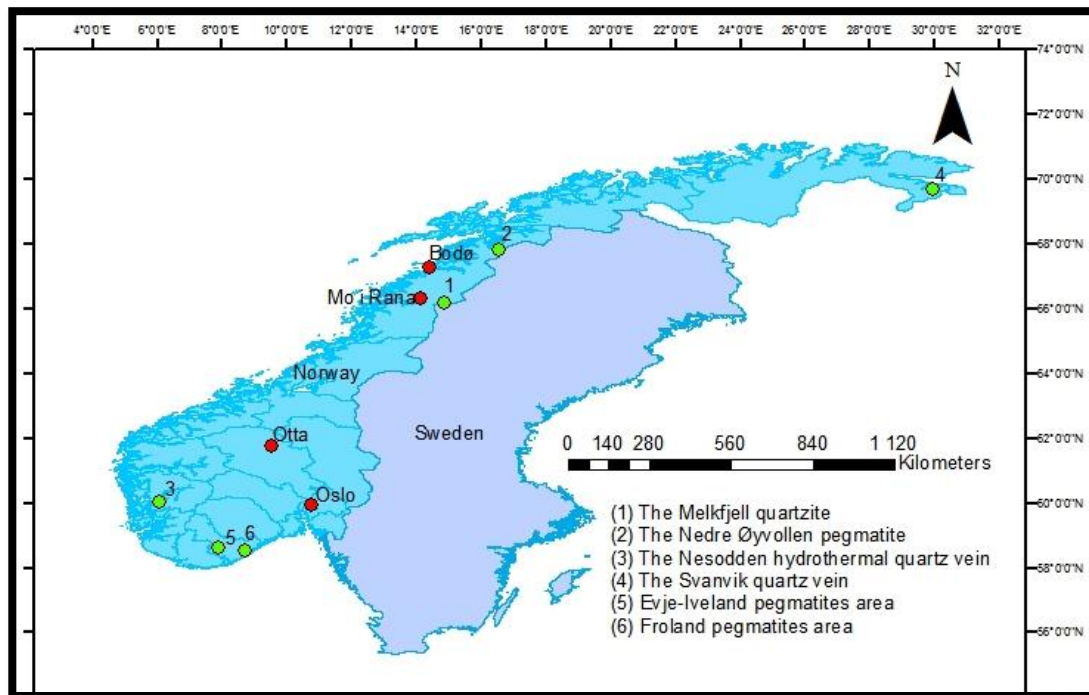 4°0'0"E 6°0'0"E 8°0'0"E 10°0'0"E 12°0'0"E 14°0'0"E 16°0'0"E 18°0'0"E 20°0'0"E 22°0'0"E 24°0'0"E 26°0'0"E 28°0'0"E 30°0'0"E 32°0'0"E
74°0'0"N
N
72°0'0"N
70°0'0"N
4
2
68°0'0"N
Bodø
1
Mo i Rana
66°0'0"N
64°0'0"N
Norway
Otta
Sweden
62°0'0"N
0 140 280 560 840 1 120
Kilometers
3
Oslo
60°0'0"N
5
6
58°0'0"N
56°0'0"N
(1) The Melkfjell quartzite
(2) The Nedre Øyvollen pegmatite
(3) The Nesodden hydrothermal quartz vein
(4) The Svanvik quartz vein
(5) Evje-Iveland pegmatites area
(6) Froland pegmatites area